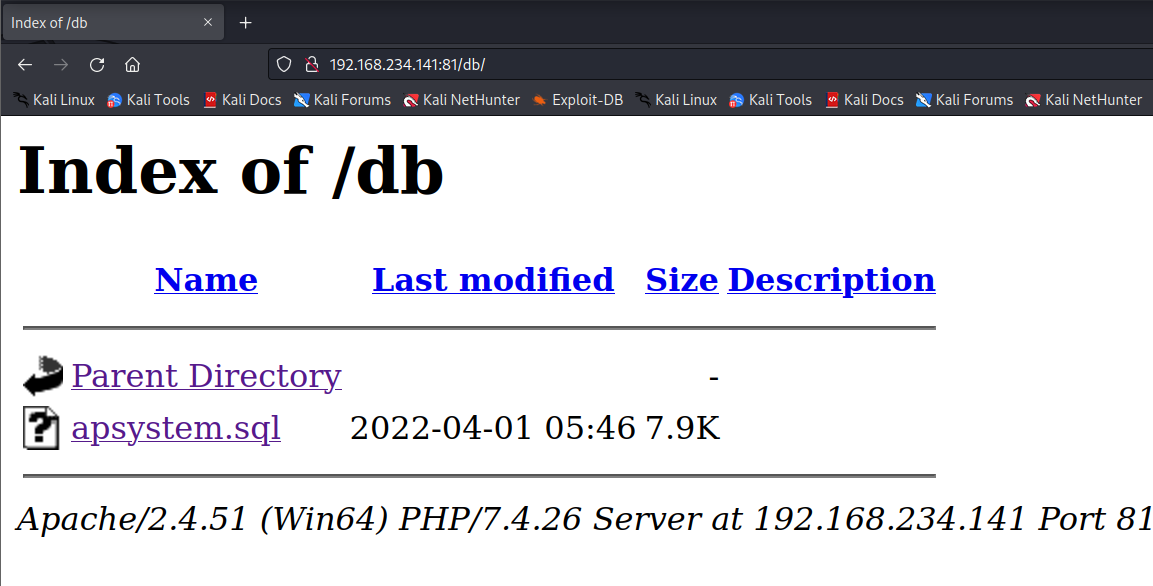 Index of /db
192.168.234.141:81/db/
Kali Linux Kali Tools Kali Docs Kali Forums Kali NetHunter Exploit-DB Kali Linux Kali Tools Kali Docs Kali Forums Kali NetHunter
Index of /db
Name Last modified Size Description
Parent Directory -
apsystem.sql 2022-04-01 05:46 7.9K
Apache/2.4.51 (Win64) PHP/7.4.26 Server at 192.168.234.141 Port 81